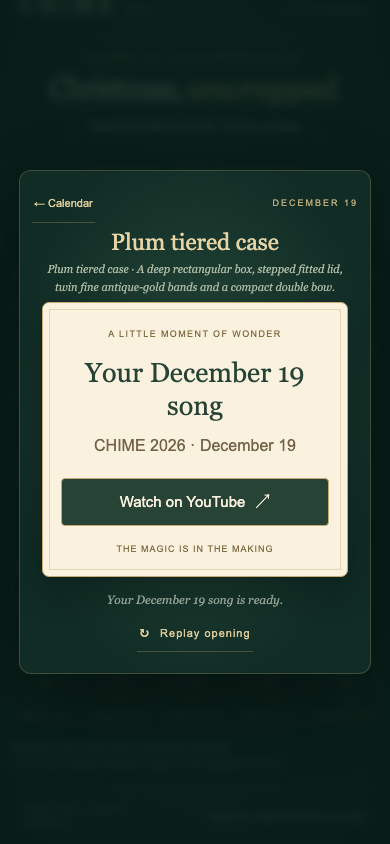 Christmas, unwrapped.
← Calendar
DECEMBER 19
Plum tiered case
Plum tiered case · A deep rectangular box, stepped fitted lid,
twin fine antique-gold bands and a compact double bow.
A LITTLE MOMENT OF WONDER
Your December 19
song
CHIME 2026 · December 19
Watch on YouTube ↗
THE MAGIC IS IN THE MAKING
Your December 19 song is ready.
↻ Replay opening